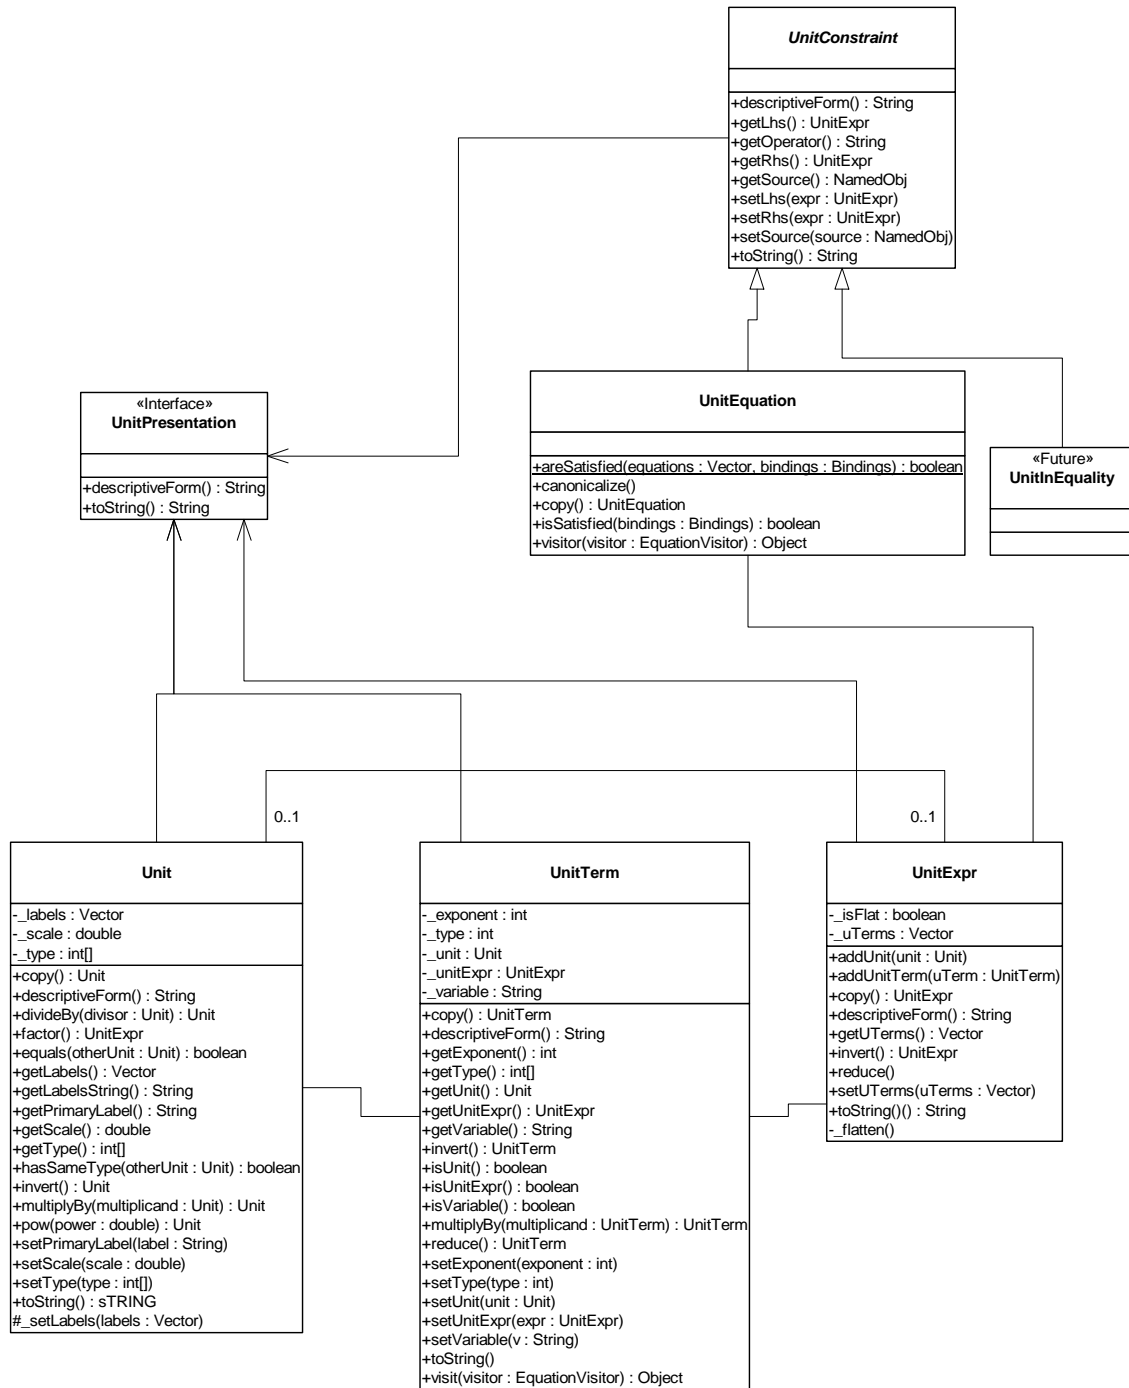 UnitConstraint
+descriptiveForm() : String
+getLhs() : UnitExpr
+getOperator() : String
+getRhs() : UnitExpr
+getSource() : NamedObj
+setLhs(expr : UnitExpr)
+setRhs(expr : UnitExpr)
+setSource(source : NamedObj)
+toString() : String
«Interface»
UnitPresentation
+descriptiveForm() : String
+toString() : String
UnitEquation
+areSatisfied(equations : Vector, bindings : Bindings) : boolean
+canonicalize()
+copy() : UnitEquation
+isSatisfied(bindings : Bindings) : boolean
+visitor(visitor : EquationVisitor) : Object
«Future»
UnitInEquality
0..1
0..1
Unit
-_labels : Vector
-_scale : double
-_type : int[]
+copy() : Unit
+descriptiveForm() : String
+divideBy(divisor : Unit) : Unit
+factor() : UnitExpr
+equals(otherUnit : Unit) : boolean
+getLabels() : Vector
+getLabelsString() : String
+getPrimaryLabel() : String
+getScale() : double
+getType() : int[]
+hasSameType(otherUnit : Unit) : boolean
+invert() : Unit
+multiplyBy(multiplicand : Unit) : Unit
+pow(power : double) : Unit
+setPrimaryLabel(label : String)
+setScale(scale : double)
+setType(type : int[])
+toString() : sTRING
#_setLabels(labels : Vector)
UnitTerm
-_exponent : int
-_type : int
-_unit : Unit
-_unitExpr : UnitExpr
-_variable : String
+copy() : UnitTerm
+descriptiveForm() : String
+getExponent() : int
+getType() : int[]
+getUnit() : Unit
+getUnitExpr() : UnitExpr
+getVariable() : String
+invert() : UnitTerm
+isUnit() : boolean
+isUnitExpr() : boolean
+isVariable() : boolean
+multiplyBy(multiplicand : UnitTerm) : UnitTerm
+reduce() : UnitTerm
+setExponent(exponent : int)
+setType(type : int)
+setUnit(unit : Unit)
+setUnitExpr(expr : UnitExpr)
+setVariable(v : String)
+toString()
+visit(visitor : EquationVisitor) : Object
UnitExpr
-_isFlat : boolean
-_uTerms : Vector
+addUnit(unit : Unit)
+addUnitTerm(uTerm : UnitTerm)
+copy() : UnitExpr
+descriptiveForm() : String
+getUTerms() : Vector
+invert() : UnitExpr
+reduce()
+setUTerms(uTerms : Vector)
+toString()() : String
-_flatten()